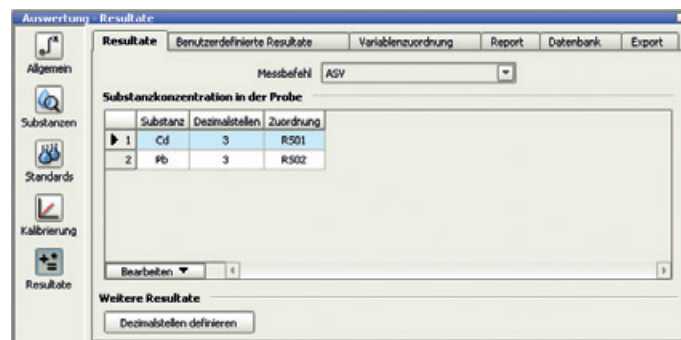 Auswertung - Resultate
Allgemein
Substanzen
Standards
Kalibrierung
Resultate
Resultate Benutzerdefinierte Resultate Variablenzuordnung Report Datenbank Export
Messbefehl ASV
Substanzkonzentration in der Probe
Substanz Dezimalstellen Zuordnung
1 Cd 3 RS01
2 Pb 3 RS02
Bearbeiten
Weitere Resultate
Dezimalstellen definieren